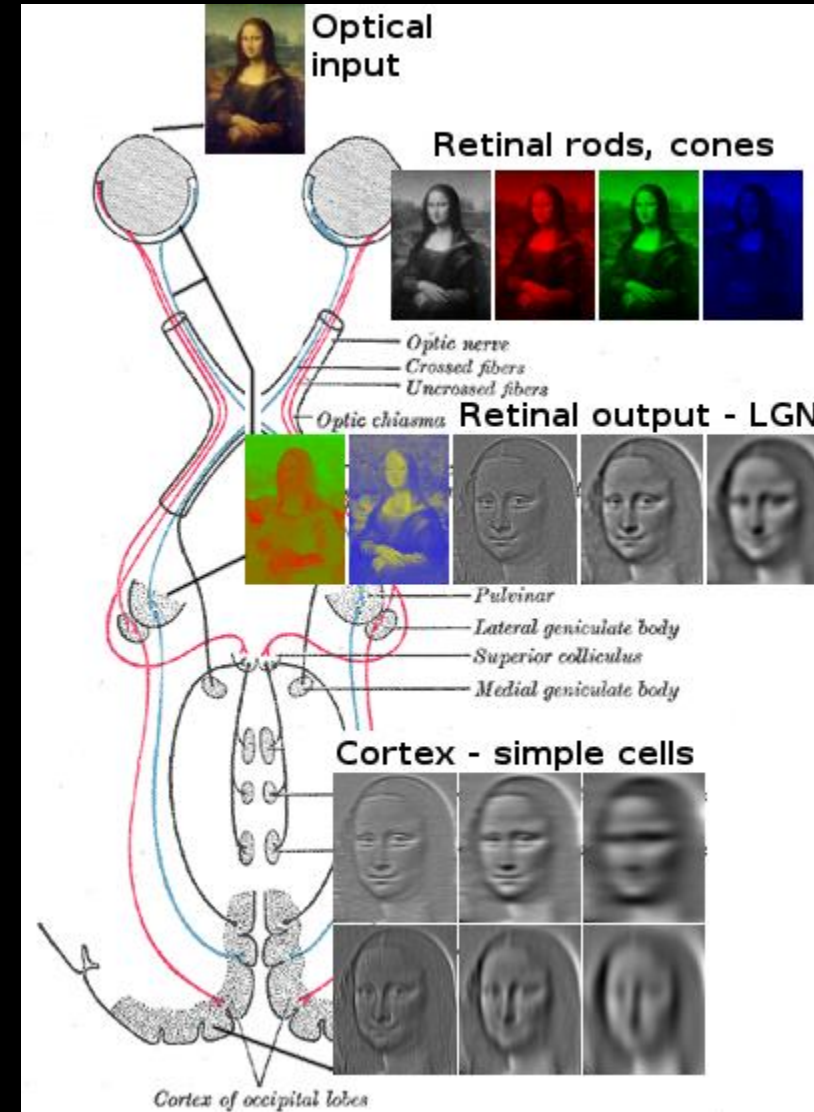 Optical
input
Retinal rods, cones
Optic nerve
Crossed fibers
Uncrossed fibers
Optic chiasma
Retinal output - LGN
Pulvinar
Lateral geniculate body
Superior colliculus
Medial geniculate body
Cortex - simple cells
Cortex of occipital lobes